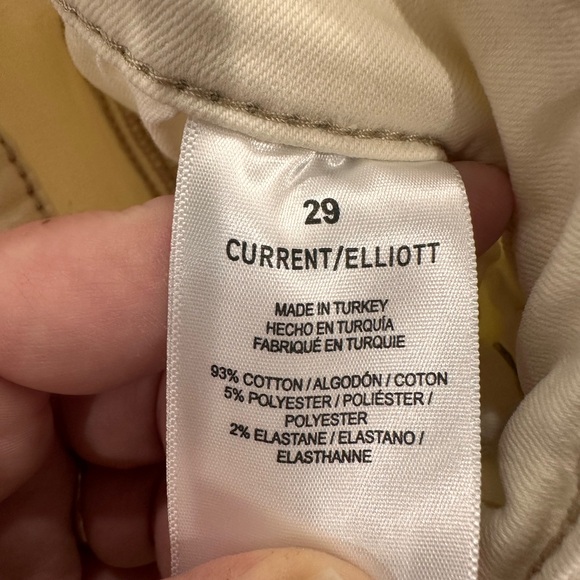 29
CURRENT/ELLIOTT
MADE IN TURKEY
HECHO EN TURQUÍA
FABRIQUÉ EN TURQUIE
93% COTTON / ALGODÓN / COTON
5% POLYESTER / POLIÉSTER /
POLYESTER
2% ELASTANE / ELASTANO /
ELASTHANNE